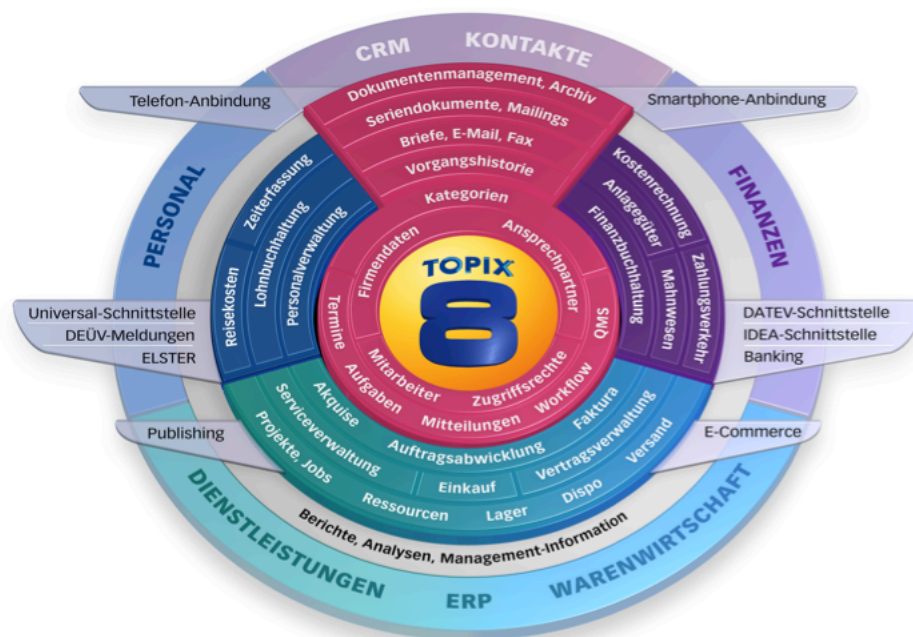 CRM KONTAKTE
Dokumentenmanagement, Archiv
Telefon-Anbindung
Smartphone-Anbindung
Seriendokumente, Mailings
Briefe, E-Mail, Fax
Vorgangshistorie
PERSONAL
Zeiterfassung
Lohnbuchhaltung
Personalverwaltung
Reisekosten
Kategorien
Firmendaten
Ansprechpartner
TOPIX
8
Termine
QMS
Mitarbeiter
Zugriffsrechte
Aufgaben
Mitteilungen
Workflow
Kostenrechnung
Anlagegüter
Finanzbuchhaltung
Zahlungsverkehr
Mahnwesen
FINANZEN
Universal-Schnittstelle
DEÜV-Meldungen
ELSTER
DATEV-Schnittstelle
IDEA-Schnittstelle
Banking
Publishing
E-Commerce
Akquise
Auftragsabwicklung
Faktura
Serviceverwaltung
Einkauf
Vertragsverwaltung
Projekte, Jobs
Ressourcen
Lager
Dispo
Versand
Berichte, Analysen, Management-Information
DIENSTLEISTUNGEN
ERP
WARENWIRTSCHAFT